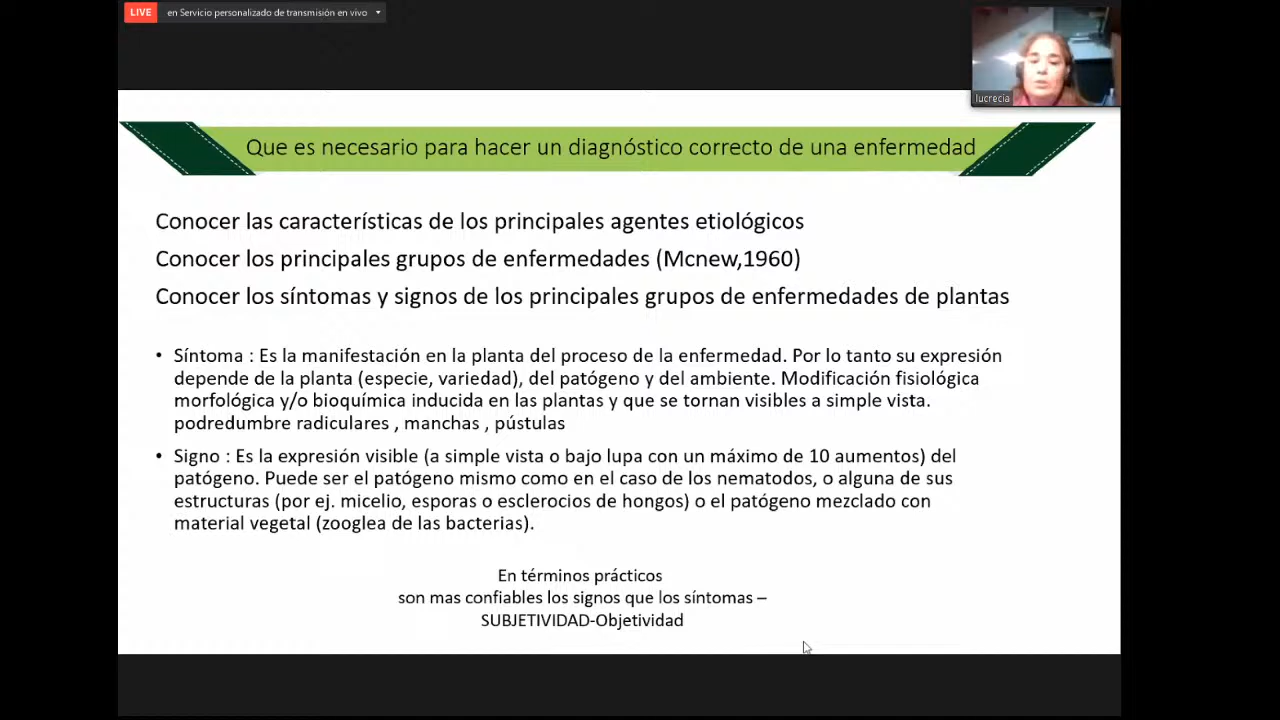 LIVE en Servicio personalizado de transmisión en vivo
lucrecia
Que es necesario para hacer un diagnóstico correcto de una enfermedad
Conocer las características de los principales agentes etiológicos
Conocer los principales grupos de enfermedades (Mcnew,1960)
Conocer los síntomas y signos de los principales grupos de enfermedades de plantas
• Síntoma : Es la manifestación en la planta del proceso de la enfermedad. Por lo tanto su expresión
depende de la planta (especie, variedad), del patógeno y del ambiente. Modificación fisiológica
morfológica y/o bioquímica inducida en las plantas y que se tornan visibles a simple vista.
podredumbre radiculares , manchas , pústulas
• Signo : Es la expresión visible (a simple vista o bajo lupa con un máximo de 10 aumentos) del
patógeno. Puede ser el patógeno mismo como en el caso de los nematodos, o alguna de sus
estructuras (por ej. micelio, esporas o esclerocios de hongos) o el patógeno mezclado con
material vegetal (zooglea de las bacterias).
En términos prácticos
son mas confiables los signos que los síntomas –
SUBJETIVIDAD-Objetividad